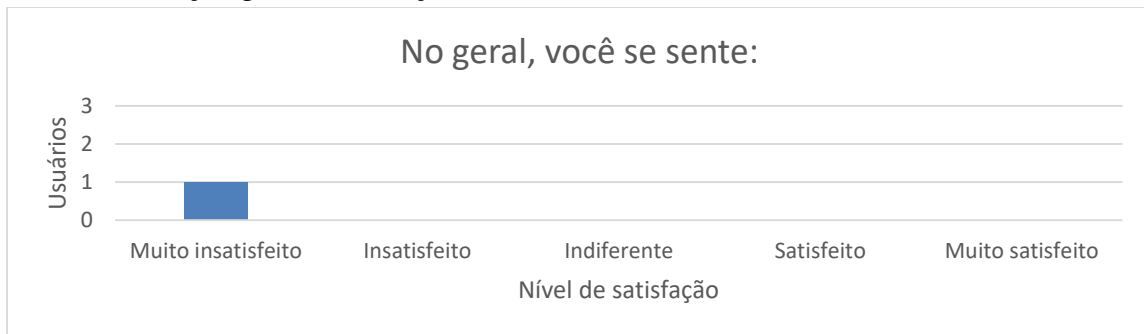 No geral, você se sente:
3
2
1
0
Usuários
Muito insatisfeito Insatisfeito Indiferente Satisfeito Muito satisfeito
Nível de satisfação